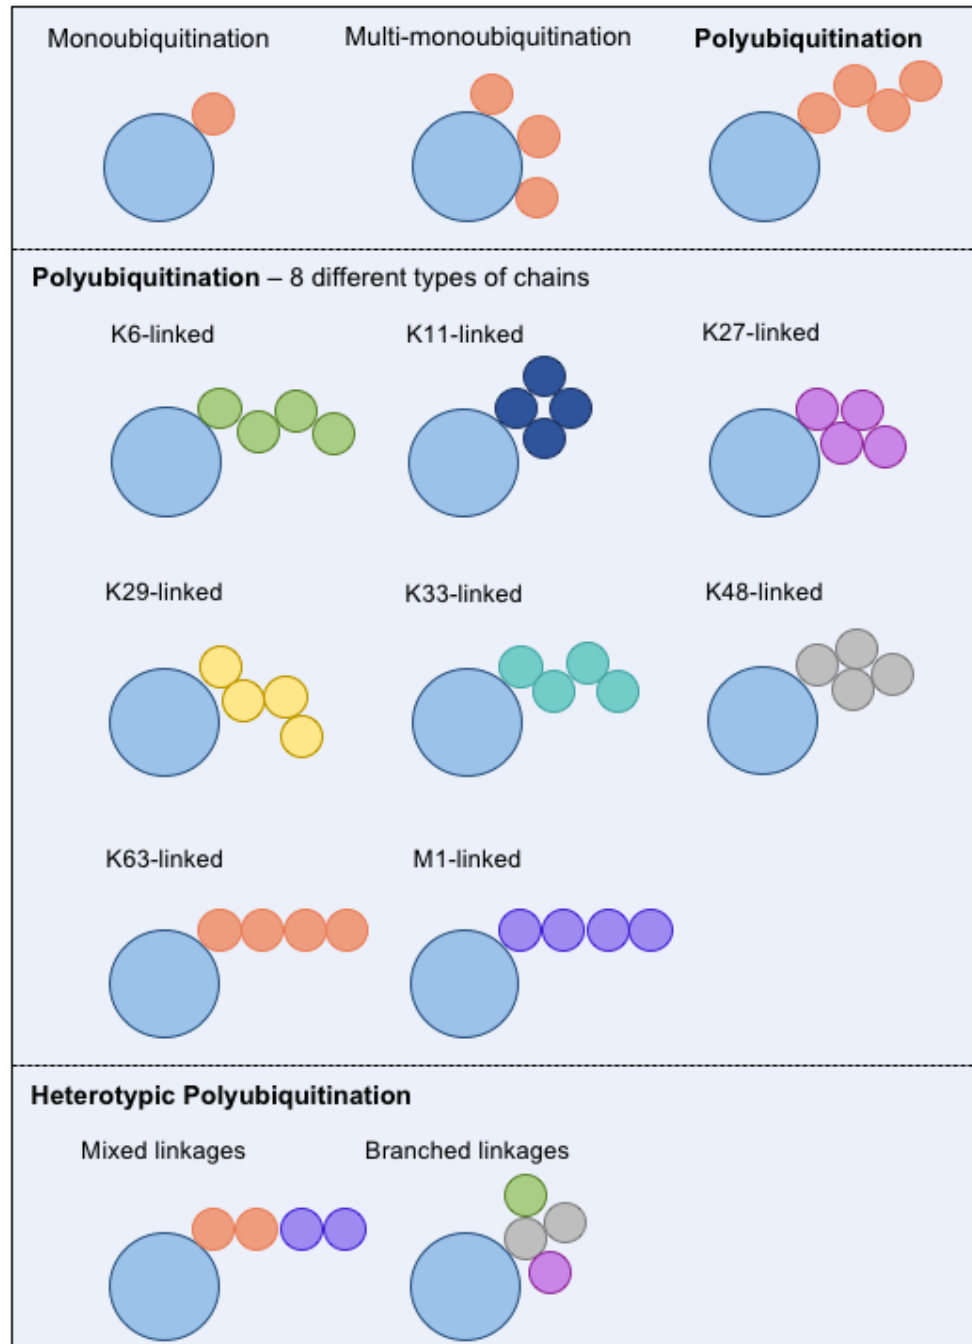 Monoubiquitination
Multi-monoubiquitination
Polyubiquitination
Polyubiquitination – 8 different types of chains
K6-linked
K11-linked
K27-linked
K29-linked
K33-linked
K48-linked
K63-linked
M1-linked
Heterotypic Polyubiquitination
Mixed linkages
Branched linkages